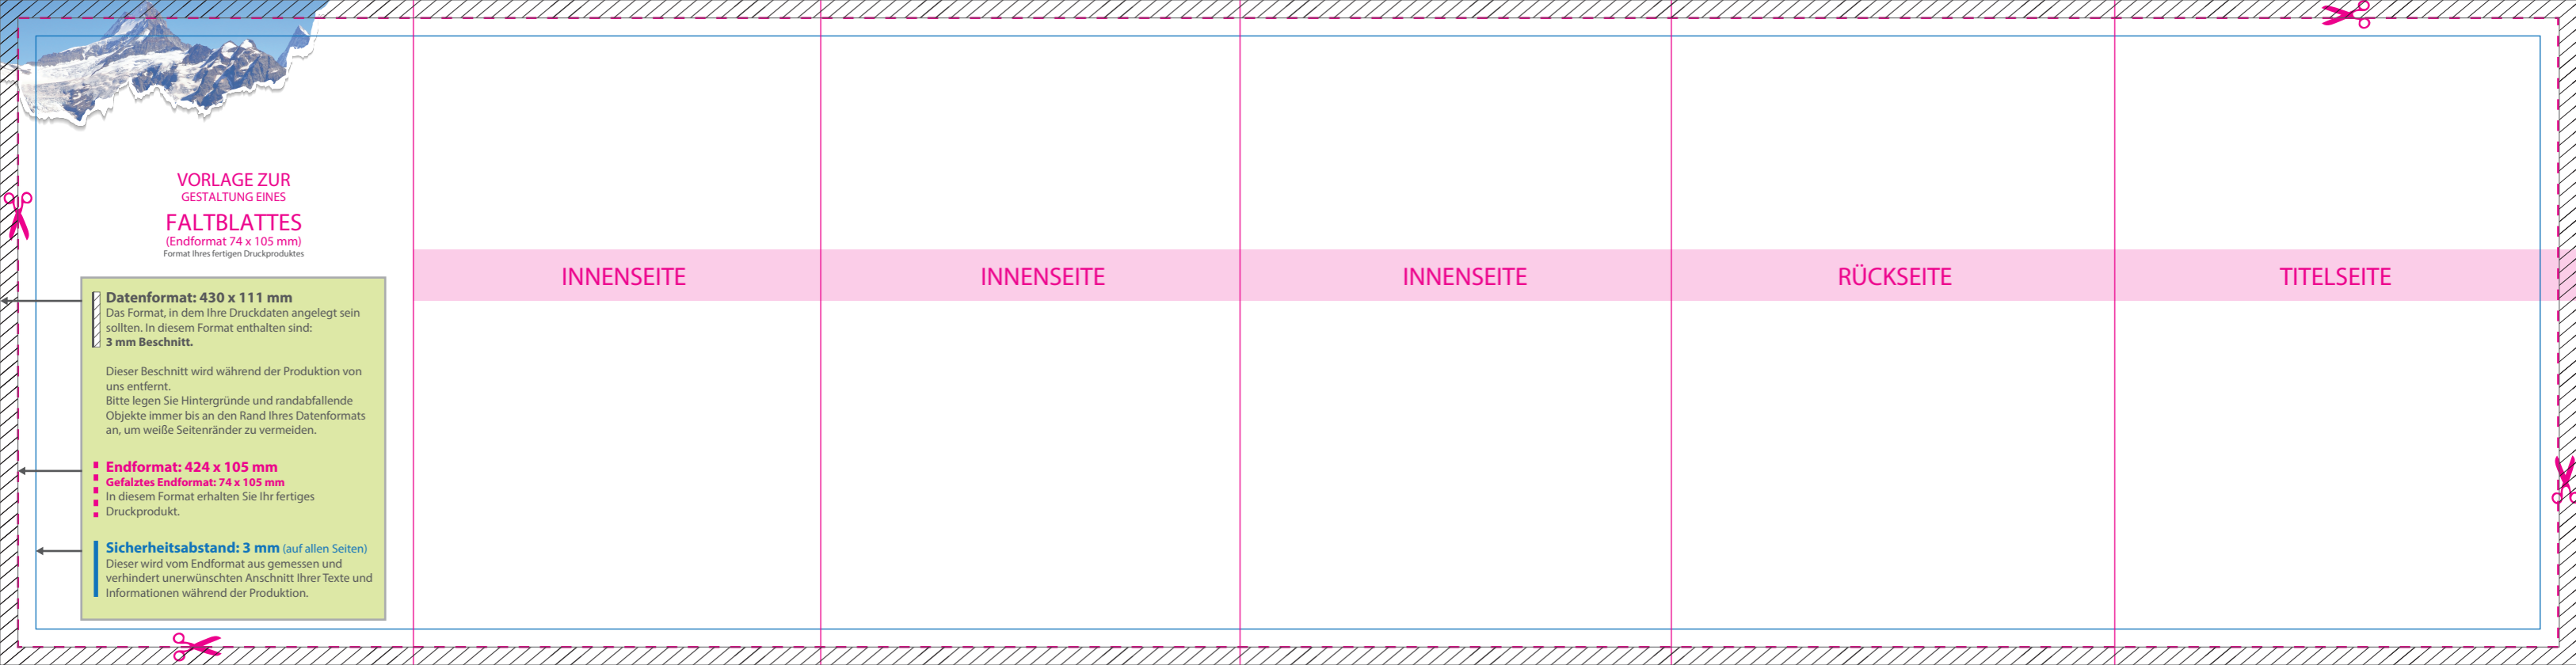 VORLAGE ZUR
GESTALTUNG EINES
FALTBLATTES
(Endformat 74 x 105 mm)
Format Ihres fertigen Druckproduktes
Datenformat: 430 x 111 mm
Das Format, in dem Ihre Druckdaten angelegt sein
sollten. In diesem Format enthalten sind:
3 mm Beschnitt.
Dieser Beschnitt wird während der Produktion von
uns entfernt.
Bitte legen Sie Hintergründe und randabfallende
Objekte immer bis an den Rand Ihres Datenformats
an, um weiße Seitenränder zu vermeiden.
Endformat: 424 x 105 mm
Gefalztes Endformat: 74 x 105 mm
In diesem Format erhalten Sie Ihr fertiges
Druckprodukt.
Sicherheitsabstand: 3 mm (auf allen Seiten)
Dieser wird vom Endformat aus gemessen und
verhindert unerwünschten Anschnitt Ihrer Texte und
Informationen während der Produktion.
INNENSEITE
INNENSEITE
INNENSEITE
RÜCKSEITE
TITELSEITE